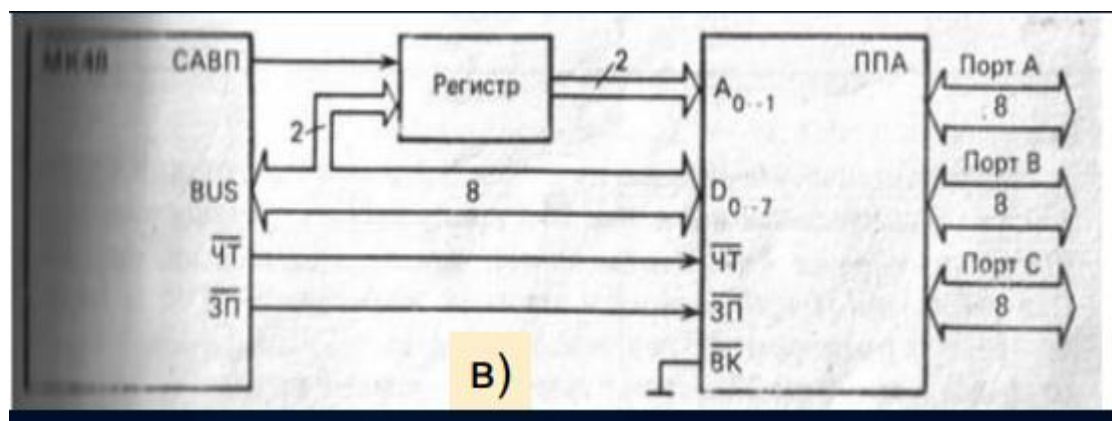 МК48
САВП
BUS
ЧТ
ЗП
Регистр
2
2
8
ППА
A0..1
D0..7
ЧТ
ЗП
ВК
Порт А
8
Порт В
8
Порт С
8
в)